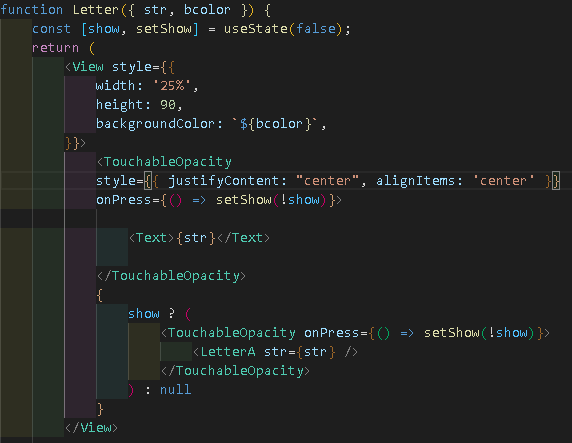 function Letter({ str, bcolor }) {
    const [show, setShow] = useState(false);
    return (
        <View style={{
            width: '25%',
            height: 90,
            backgroundColor: `${bcolor}`,
        }}>
            <TouchableOpacity
            style={{ justifyContent: "center", alignItems: 'center' }}
            onPress={() => setShow(!show)}>
                <Text>{str}</Text>
            </TouchableOpacity>
            {
                show ? (
                    <TouchableOpacity onPress={() => setShow(!show)}>
                        <LetterA str={str} />
                    </TouchableOpacity>
                ) : null
            }
        </View>